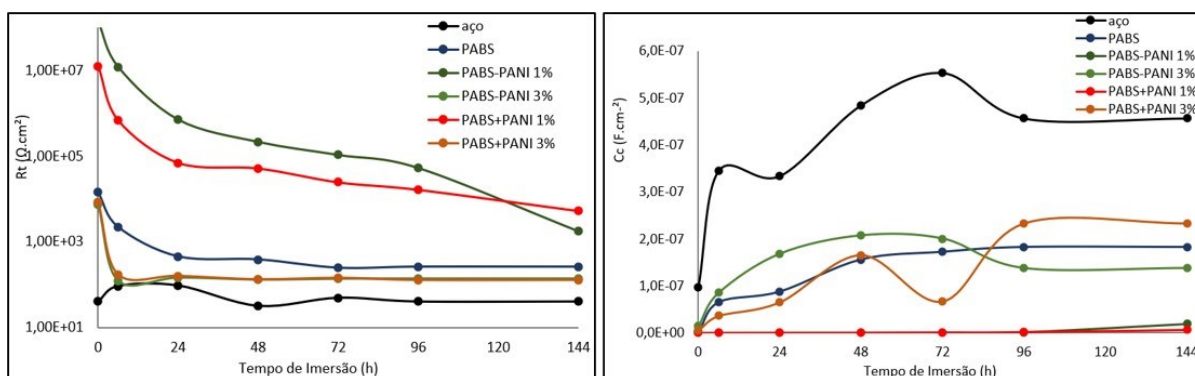 aço
PABS
PABS-PANI 1%
PABS-PANI 3%
PABS+PANI 1%
PABS+PANI 3%
1,00E+07
1,00E+05
1,00E+03
1,00E+01
Rt (Ω.cm²)
0 24 48 72 96 120 144
Tempo de Imersão (h)
aço
PABS
PABS-PANI 1%
PABS-PANI 3%
PABS+PANI 1%
PABS+PANI 3%
6,0E-07
5,0E-07
4,0E-07
3,0E-07
2,0E-07
1,0E-07
0,0E+00
Cc (F.cm-²)
0 24 48 72 96 120 144
Tempo de Imersão (h)